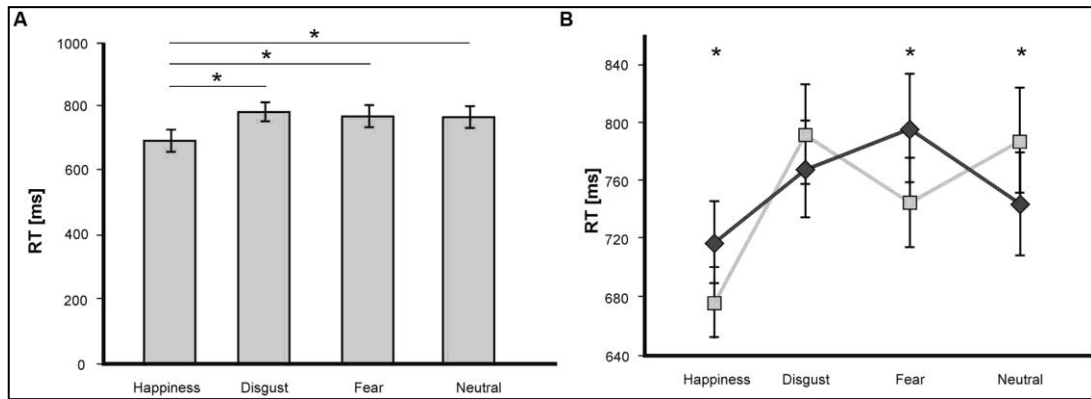 A
RT [ms]
1000
800
600
400
200
0
*
*
*
Happiness Disgust Fear Neutral
B
RT [ms]
840
800
760
720
680
640
* * *
Happiness Disgust Fear Neutral